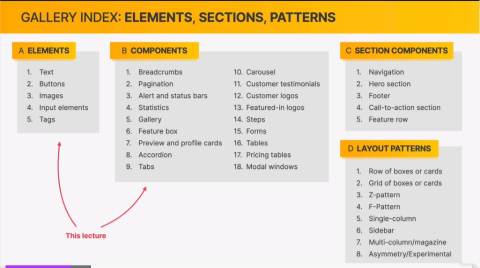 GALLERY INDEX: ELEMENTS, SECTIONS, PATTERNS
A ELEMENTS
1. Text
2. Buttons
3. Images
4. Input elements
5. Tags
B COMPONENTS
1. Breadcrumbs
2. Pagination
3. Alert and status bars
4. Statistics
5. Gallery
6. Feature box
7. Preview and profile cards
8. Accordion
9. Tabs
10. Carousel
11. Customer testimonials
12. Customer logos
13. Featured-in logos
14. Steps
15. Forms
16. Tables
17. Pricing tables
18. Modal windows
C SECTION COMPONENTS
1. Navigation
2. Hero section
3. Footer
4. Call-to-action section
5. Feature row
D LAYOUT PATTERNS
1. Row of boxes or cards
2. Grid of boxes or cards
3. Z-pattern
4. F-Pattern
5. Single-column
6. Sidebar
7. Multi-column/magazine
8. Asymmetry/Experimental
This lecture